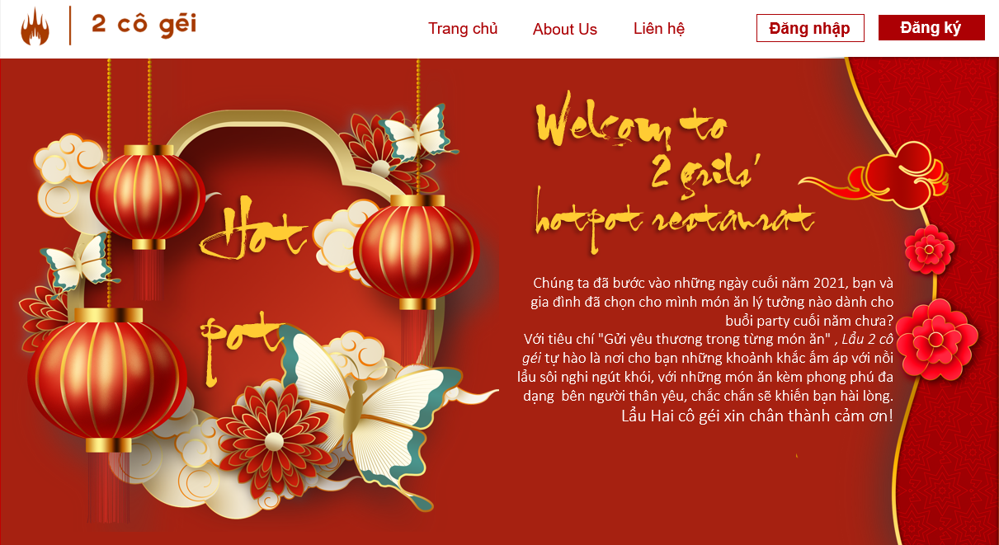 2 cô gếi
Trang chủ
About Us
Liên hệ
Đăng nhập
Đăng ký
Hot
pot
Welcom to
2 grils'
hotpot restaurat
Chúng ta đã bước vào những ngày cuối năm 2021, bạn và
gia đình đã chọn cho mình món ăn lý tưởng nào dành cho
buổi party cuối năm chưa?
Với tiêu chí "Gửi yêu thương trong từng món ăn" , Lẩu 2 cô
géi tự hào là nơi cho bạn những khoảnh khắc ấm áp với nồi
lẩu sôi nghi ngút khói, với những món ăn kèm phong phú đa
dạng bên người thân yêu, chắc chắn sẽ khiến bạn hài lòng.
Lẩu Hai cô géi xin chân thành cảm ơn!